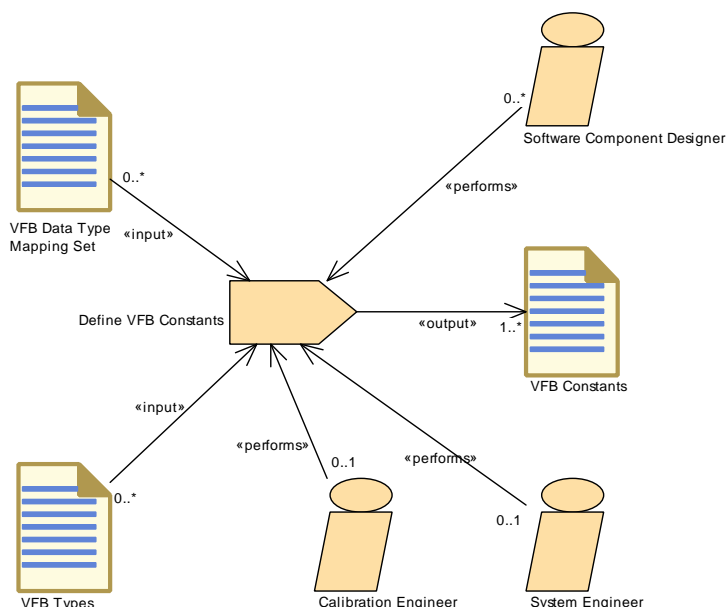 0..*
Software Component Designer
0..*
«performs»
VFB Data Type
Mapping Set
«input»
Define VFB Constants
«output»
1..*
VFB Constants
«input»
«performs»
«performs»
0..1
0..*
0..1
VFB Types
Calibration Engineer
System Engineer